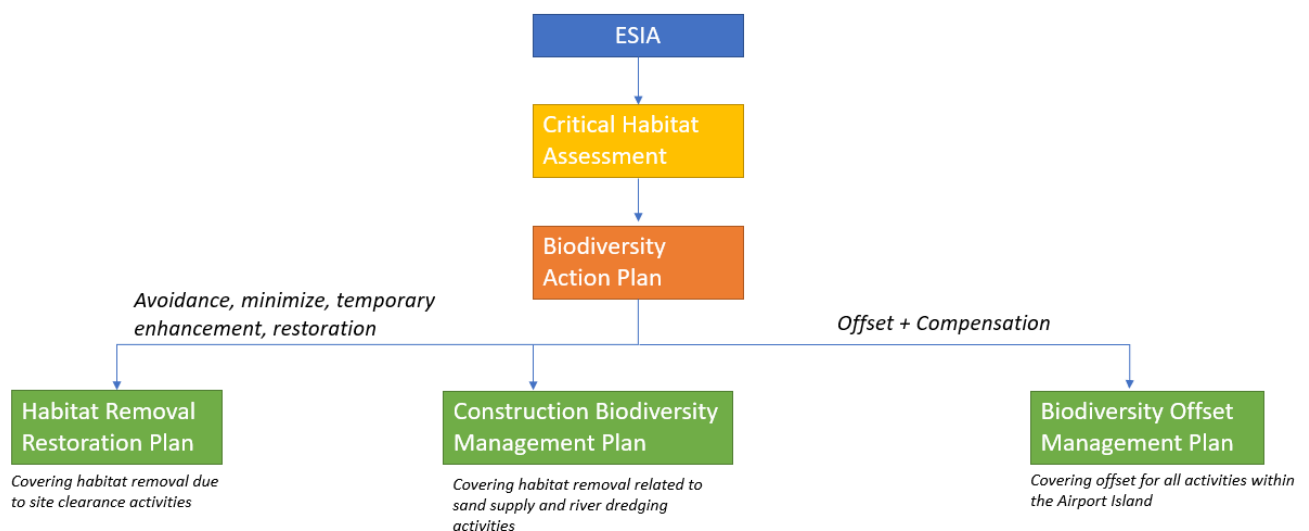 ESIA
Critical Habitat
Assessment
Biodiversity
Action Plan
Avoidance, minimize, temporary
enhancement, restoration
Offset + Compensation
Habitat Removal
Restoration Plan
Covering habitat removal due
to site clearance activities
Construction Biodiversity
Management Plan
Covering habitat removal related to
sand supply and river dredging
activities
Biodiversity Offset
Management Plan
Covering offset for all activities within
the Airport Island